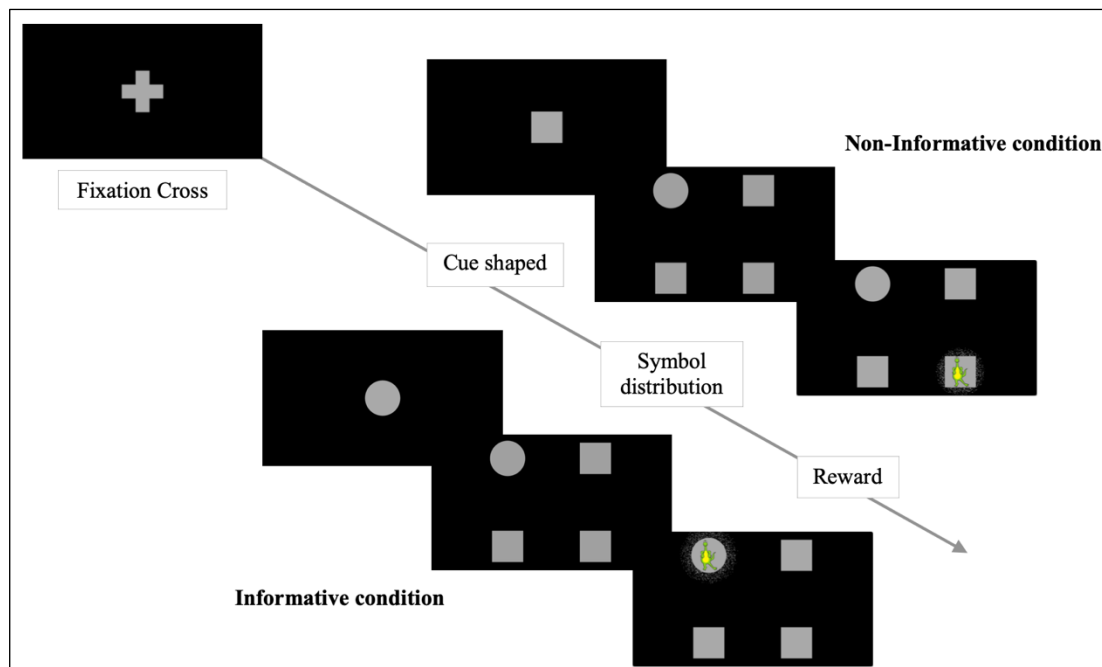 Non-Informative condition
Fixation Cross
Cue shaped
Symbol
distribution
Reward
Informative condition